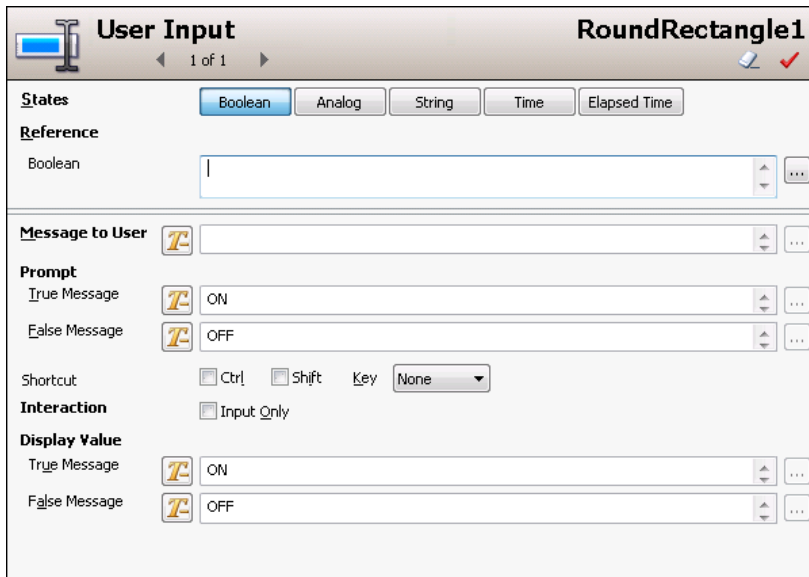 User Input
RoundRectangle1
1 of 1
States
Boolean Analog String Time Elapsed Time
Reference
Boolean
...
Message to User T ...
Prompt
True Message T ON ...
False Message T OFF ...
Shortcut Ctrl Shift Key None
Interaction Input Only
Display Value
True Message T ON ...
False Message T OFF ...